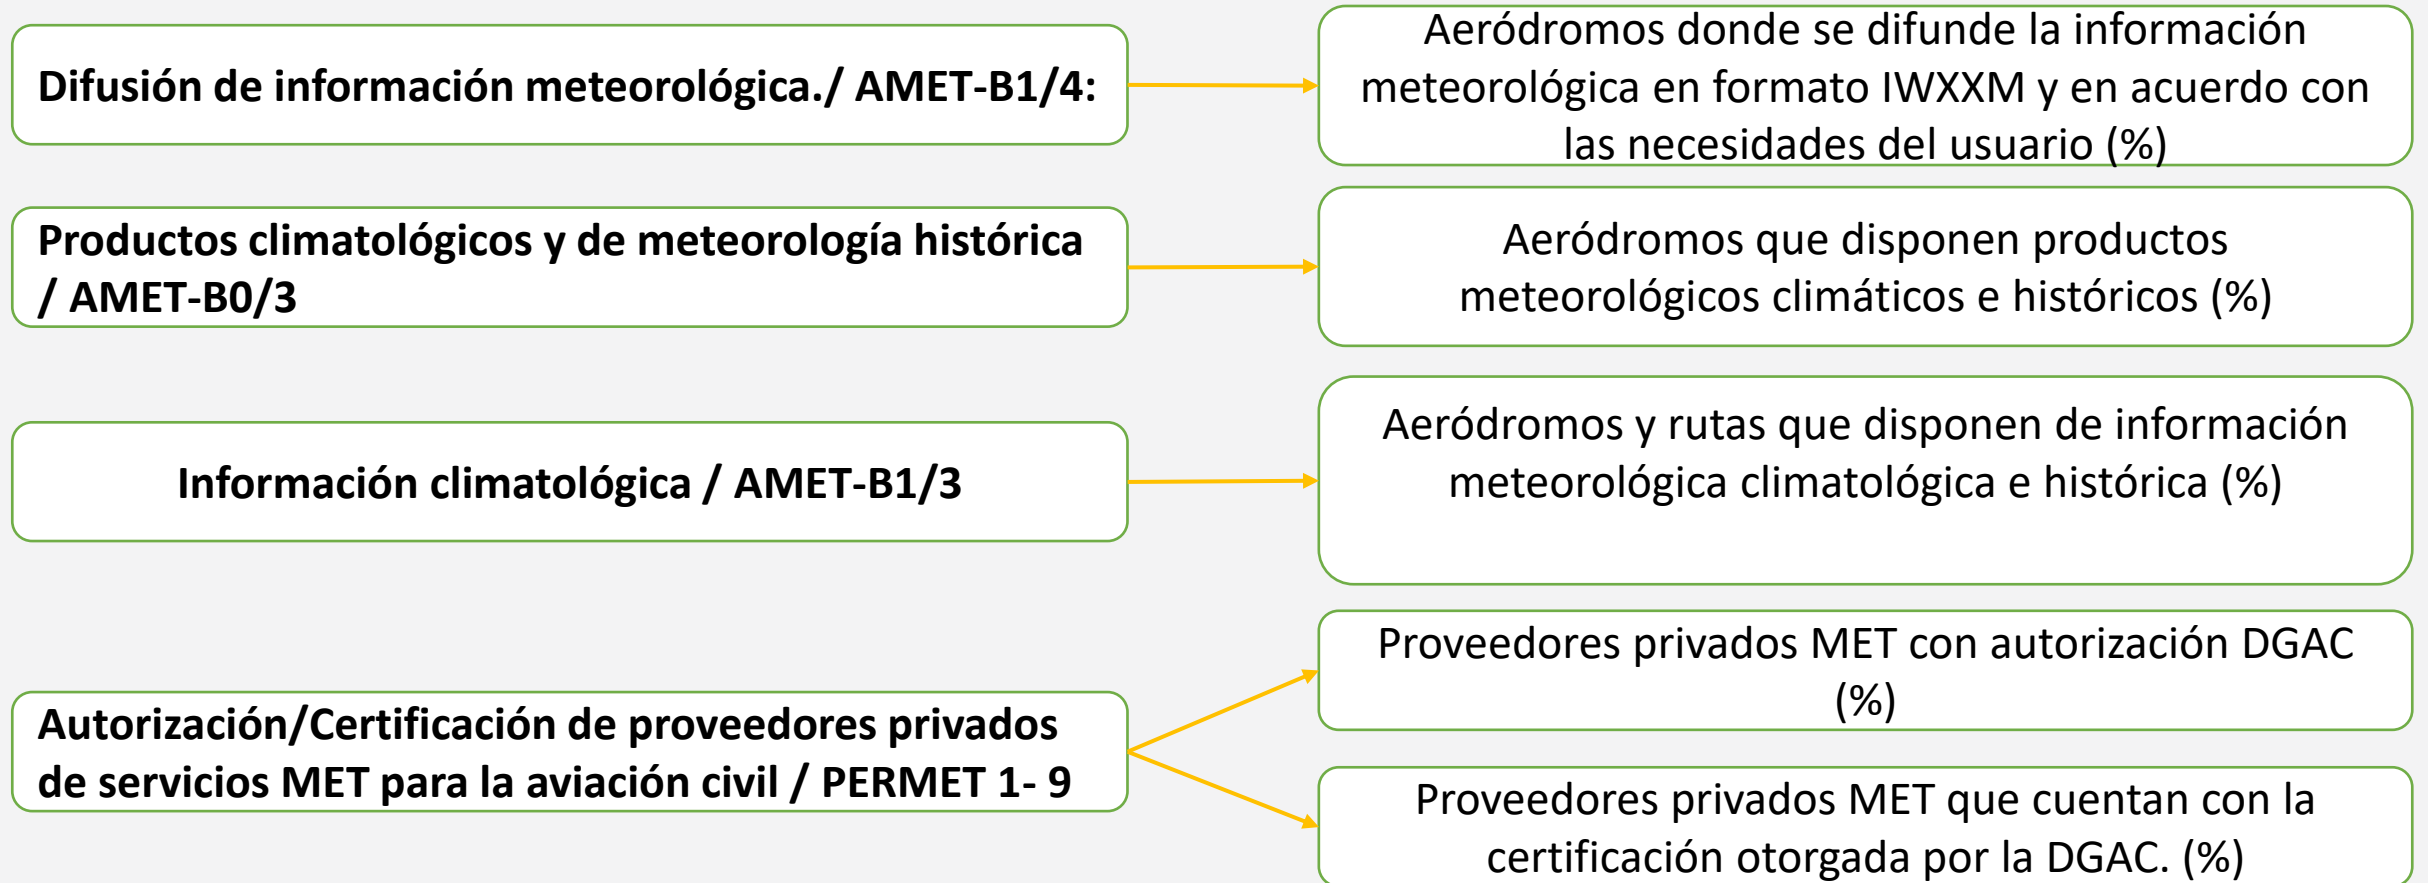 Difusión de información meteorológica./ AMET-B1/4:
Aeródromos donde se difunde la información
meteorológica en formato IWXXM y en acuerdo con
las necesidades del usuario (%)
Productos climatológicos y de meteorología histórica
/ AMET-B0/3
Aeródromos que disponen productos
meteorológicos climáticos e históricos (%)
Información climatológica / AMET-B1/3
Aeródromos y rutas que disponen de información
meteorológica climatológica e histórica (%)
Autorización/Certificación de proveedores privados
de servicios MET para la aviación civil / PERMET 1- 9
Proveedores privados MET con autorización DGAC
(%)
Proveedores privados MET que cuentan con la
certificación otorgada por la DGAC. (%)